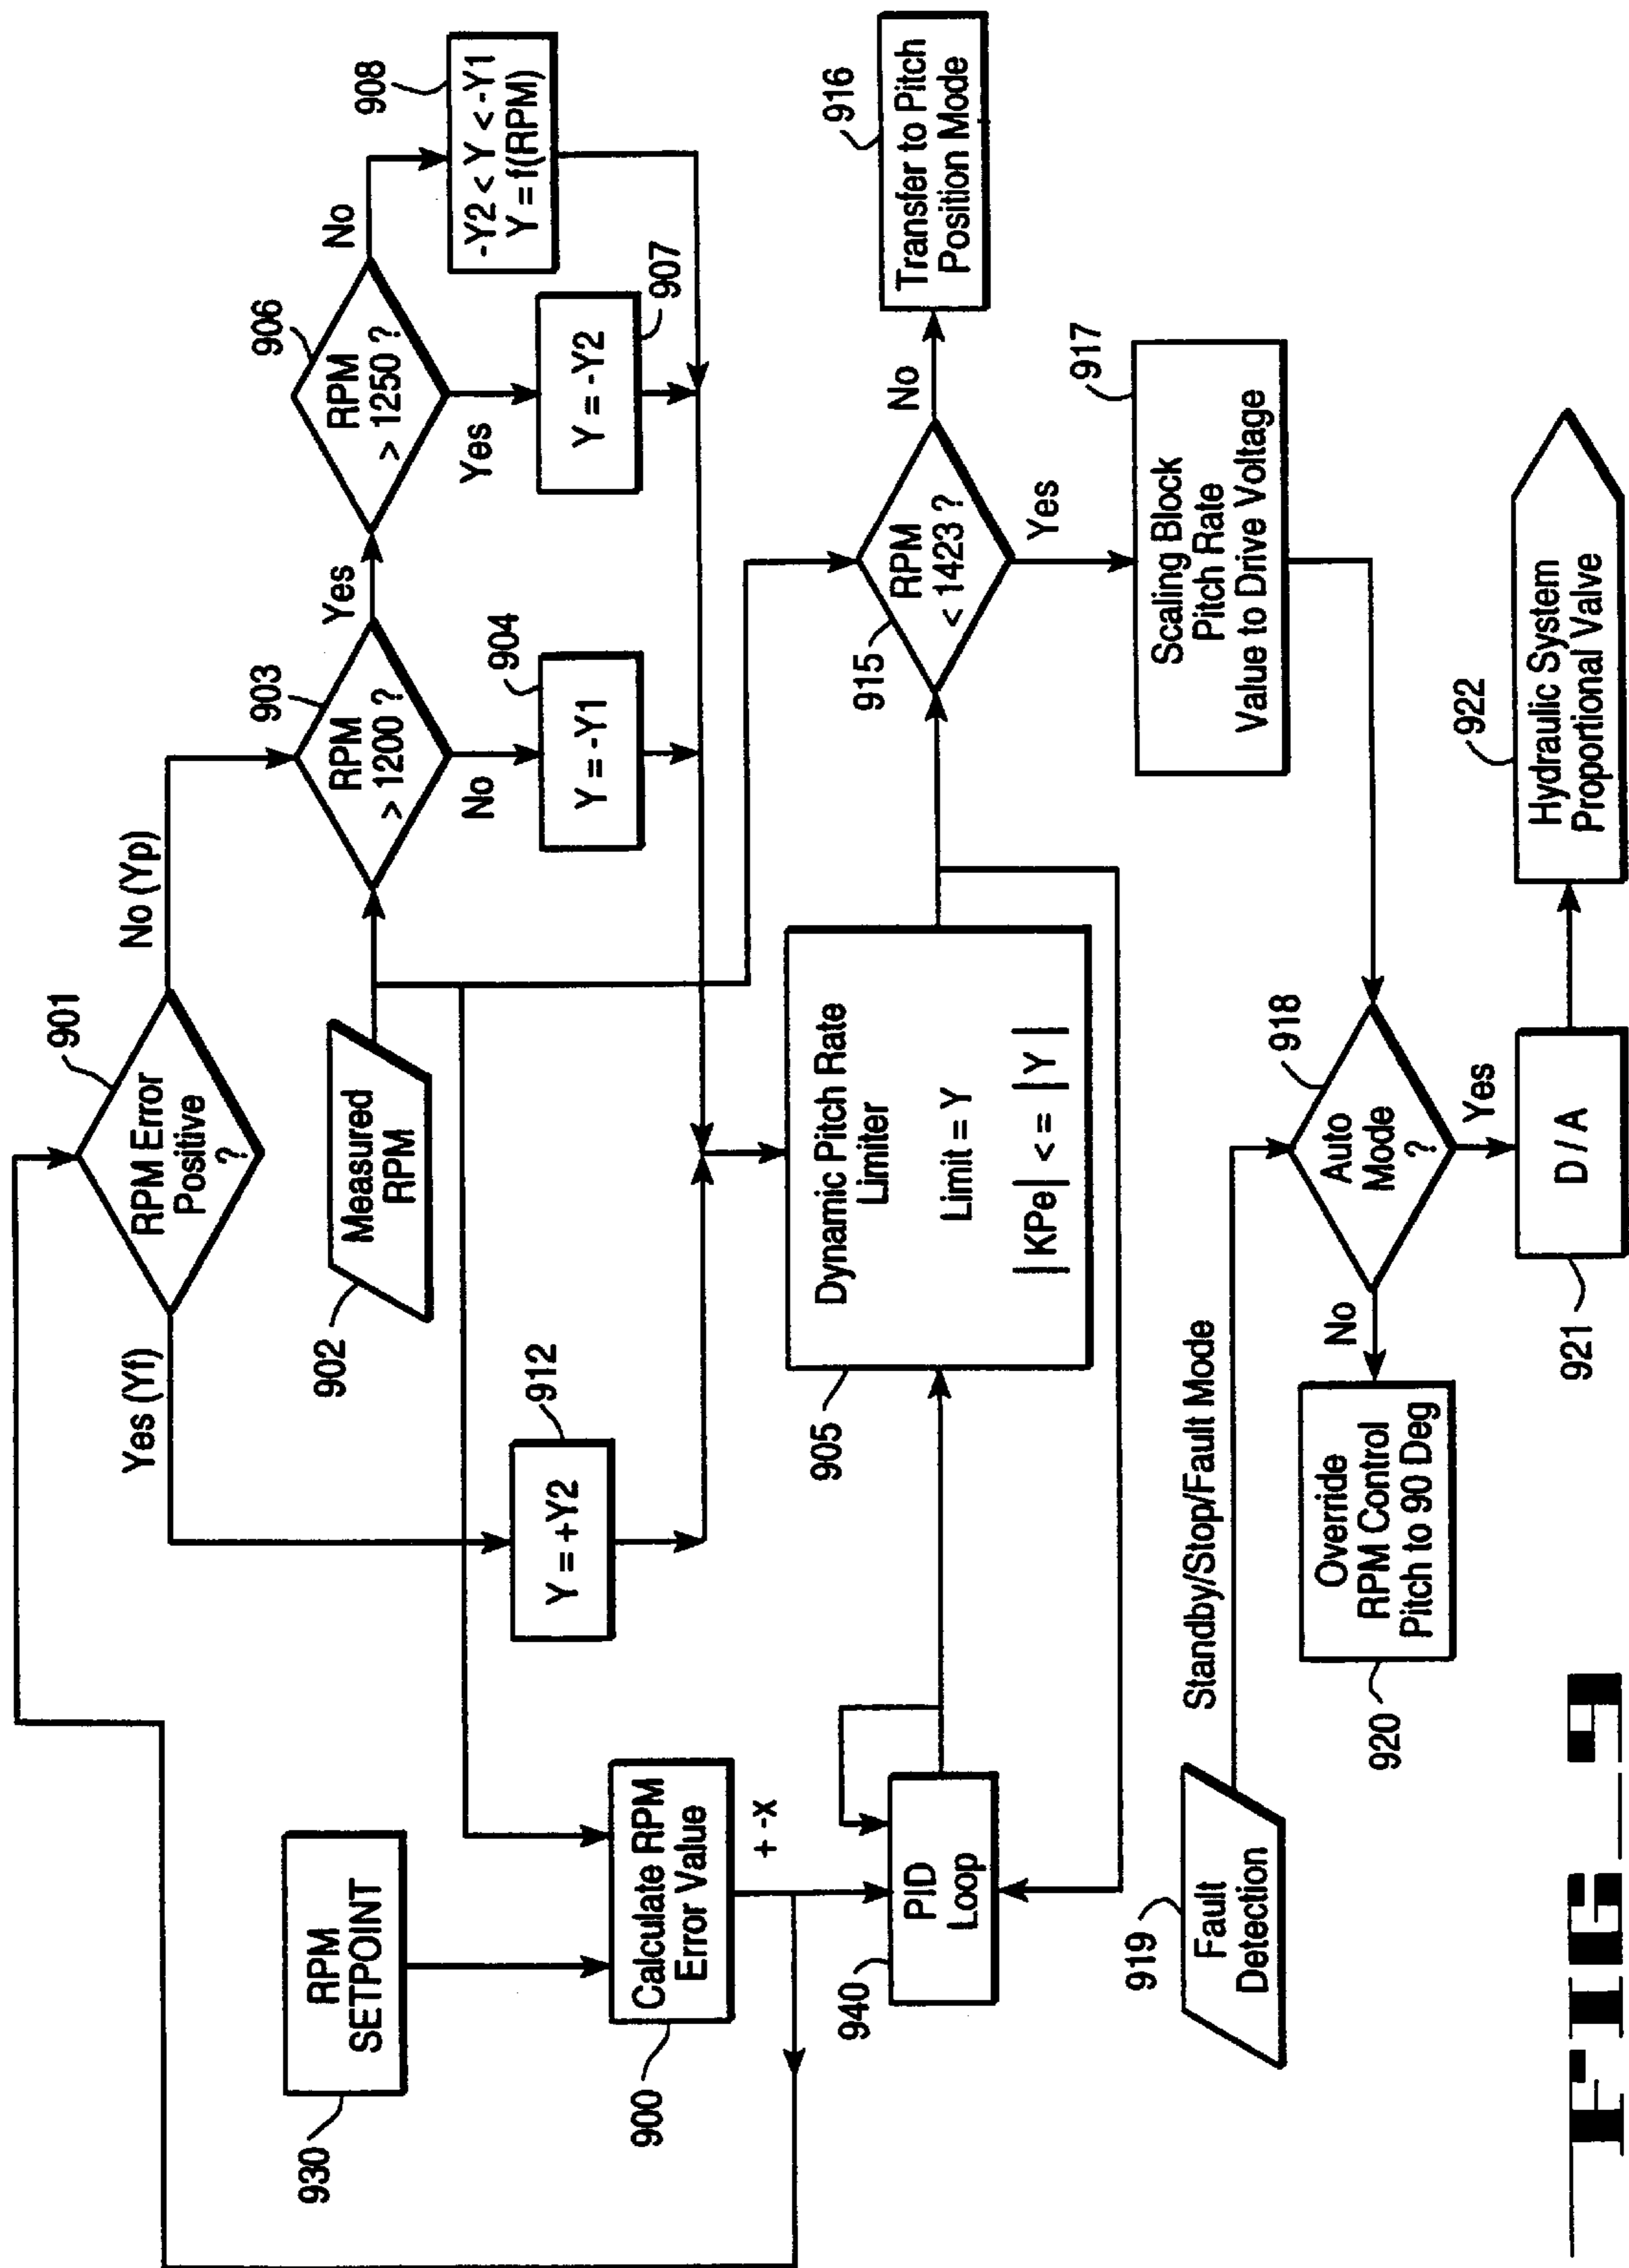 901
RPM Error
Positive
?
Yes (Yf)
No (Yp)
902
Measured
RPM
903
RPM
> 1200 ?
Yes
No
904
Y = -Y1
906
RPM
> 1250 ?
No
Yes
Y = -Y2
907
908
-Y2 < Y < -Y1
Y = f(RPM)
912
Y = +Y2
930
RPM
SETPOINT
900
Calculate RPM
Error Value
+ -x
940
PID
Loop
905
Dynamic Pitch Rate
Limiter
Limit = Y
|KPe| <= |Y|
915
RPM
< 1423 ?
No
Yes
916
Transfer to Pitch
Position Mode
917
Scaling Block
Pitch Rate
Value to Drive Voltage
919
Fault
Detection
Standby/Stop/Fault Mode
918
Auto
Mode
?
No
Yes
920
Override
RPM Control
Pitch to 90 Deg
921
D / A
922
Hydraulic System
Proportional Valve
FIG. 9